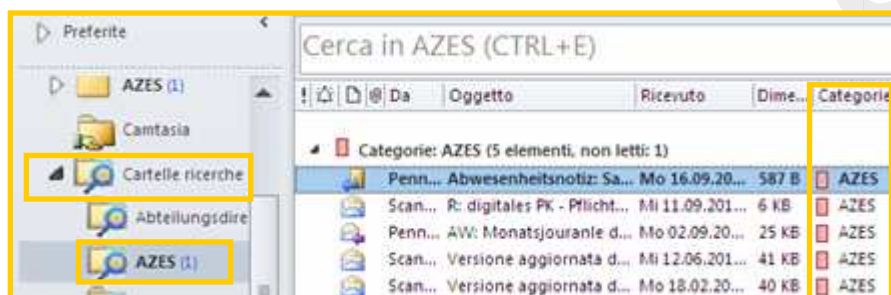 Preferite
AZES (1)
Camtasia
Cartelle ricerche
Abteilungsdire
AZES (1)
Cerca in AZES (CTRL+E)
! Da Oggetto Ricevuto Dime... Categorie
Categorie: AZES (5 elementi, non letti: 1)
Penn... Abwesenheitsnotiz: Sa... Mo 16.09.20... 587 B AZES
Scan... R: digitales PK - Pflicht... Mi 11.09.201... 6 KB AZES
Penn... AW: Monatsjouranle d... Mo 02.09.20... 25 KB AZES
Scan... Versione aggiornata d... Mi 12.06.201... 41 KB AZES
Scan... Versione aggiornata d... Mo 18.02.20... 40 KB AZES